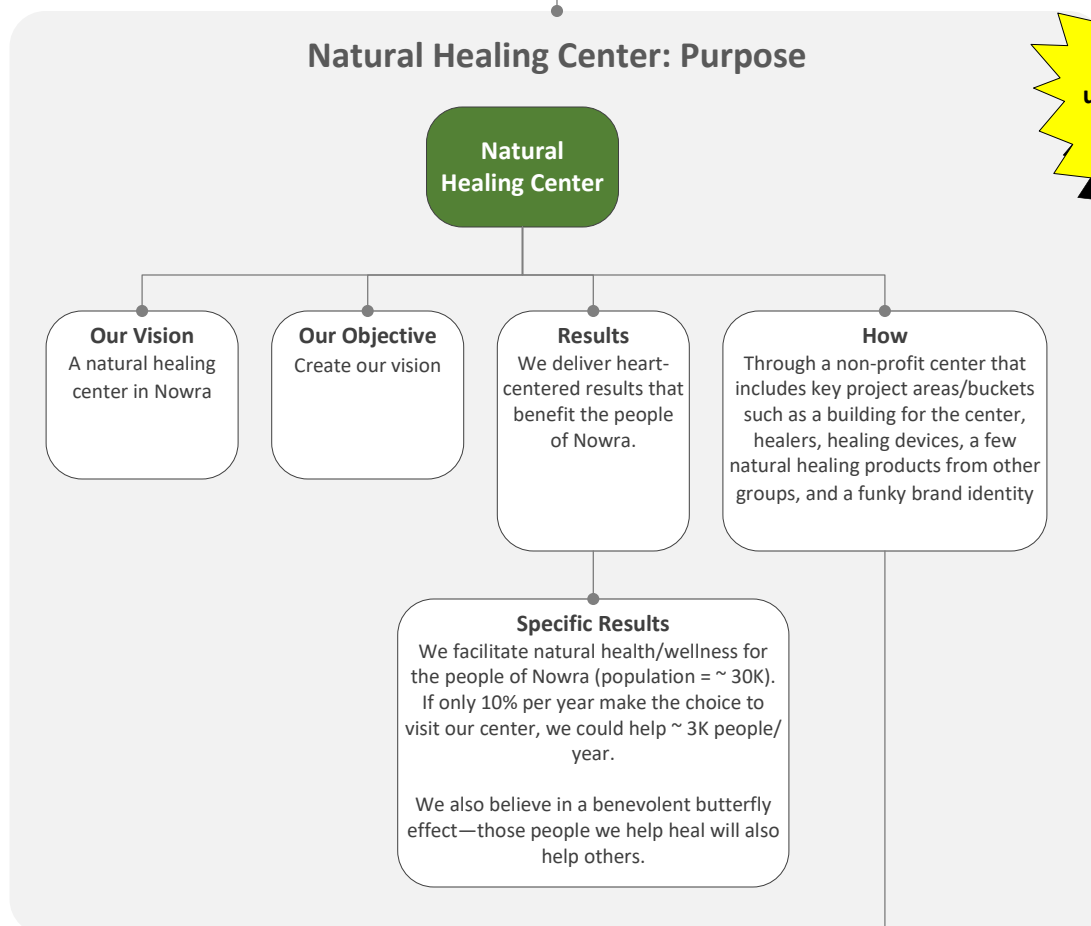 Natural Healing Center: Purpose
Natural
Healing Center
Our Vision
A natural healing
center in Nowra
Our Objective
Create our vision
Results
We deliver heart-
centered results that
benefit the people
of Nowra.
How
Through a non-profit center that
includes key project areas/buckets
such as a building for the center,
healers, healing devices, a few
natural healing products from other
groups, and a funky brand identity
Specific Results
We facilitate natural health/wellness for
the people of Nowra (population = ~ 30K).
If only 10% per year make the choice to
visit our center, we could help ~ 3K people/
year.
We also believe in a benevolent butterfly
effect—those people we help heal will also
help others.